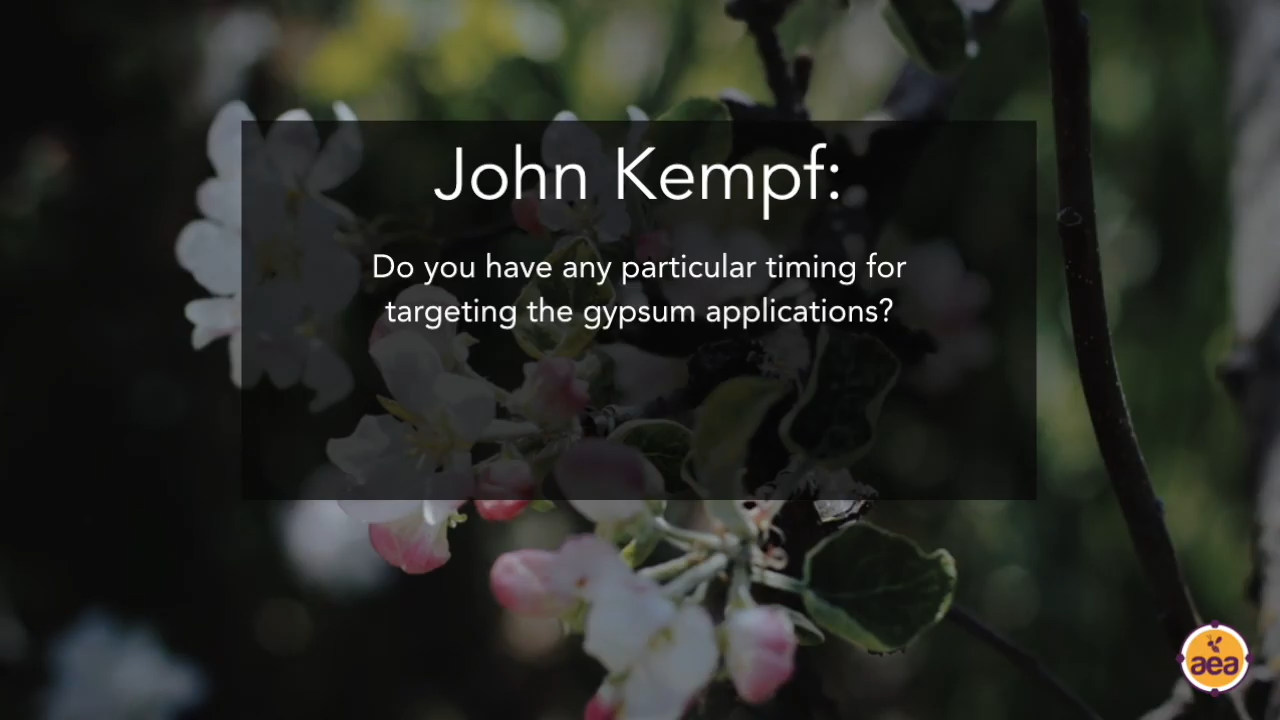 John Kempf:
Do you have any particular timing for
targeting the gypsum applications?
aea